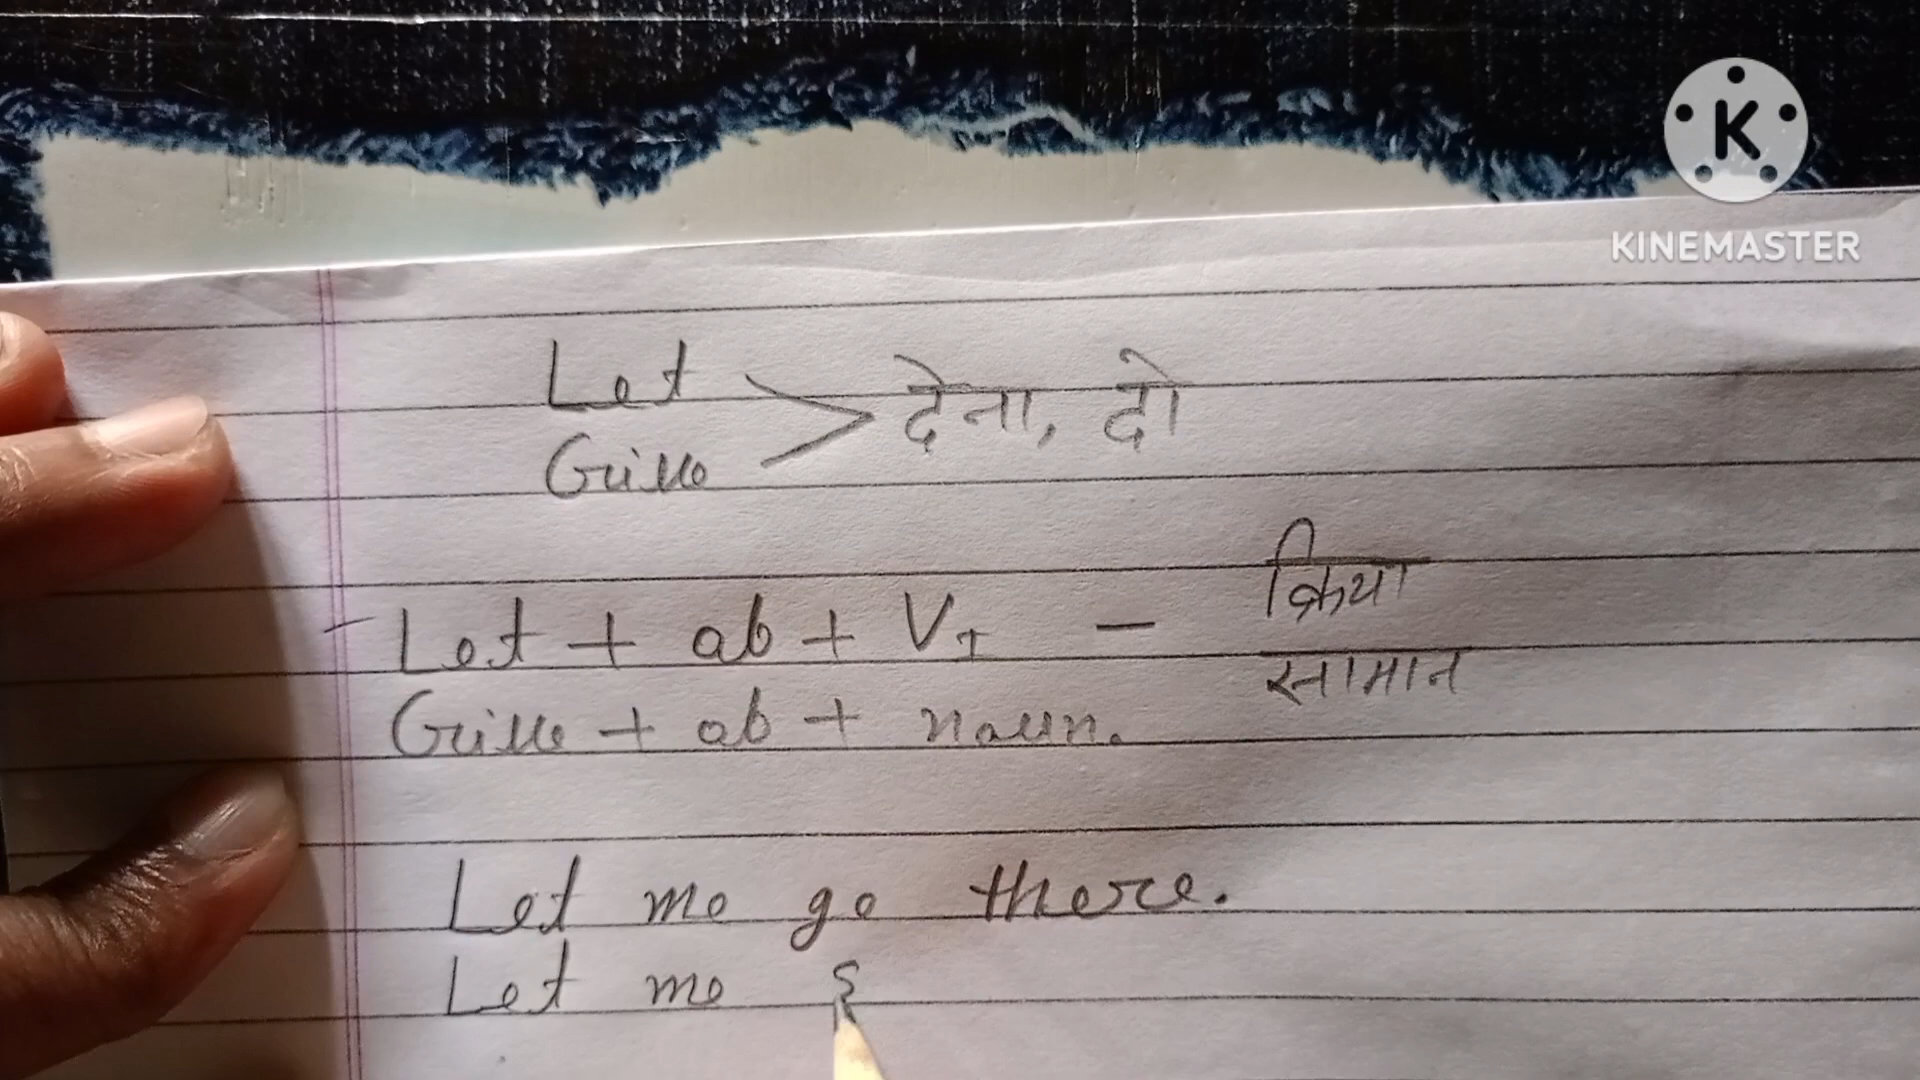 KINEMASTER
Let
Give > देना, दो
Let + ob + V1 - क्रिया
Give + ob + noun. सामान
Let me go there.
Let me s